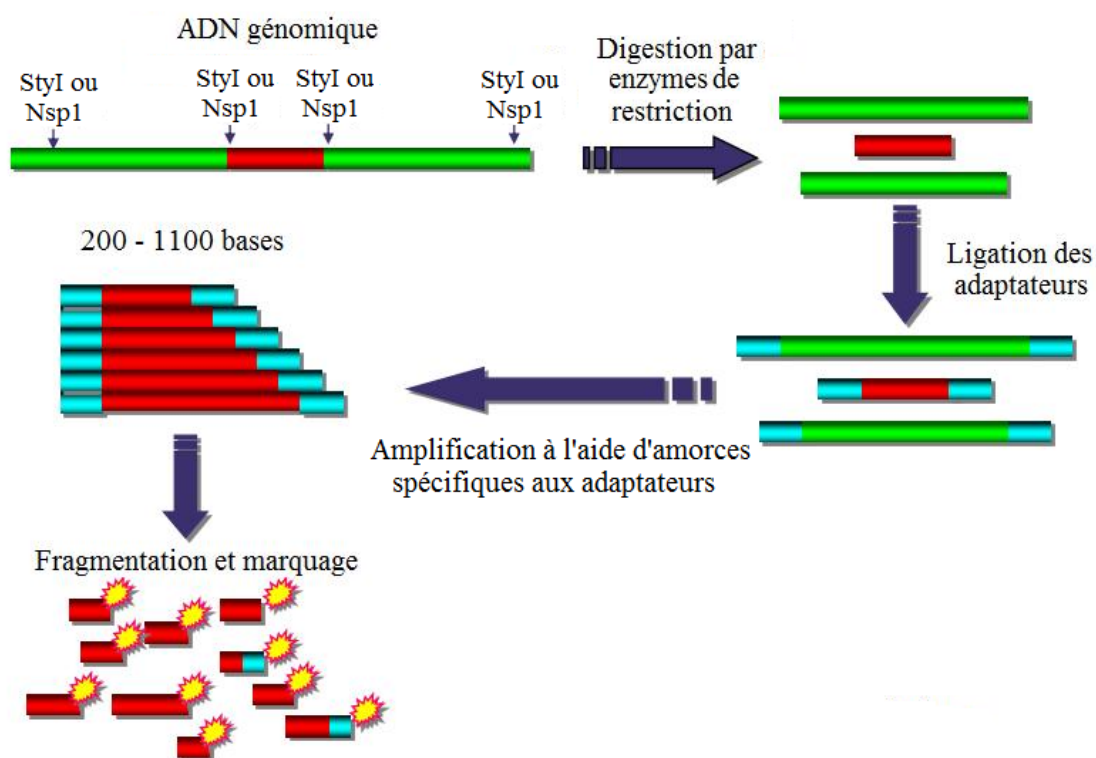 ADN génomique
StyI ou
Nsp1
StyI ou
Nsp1
StyI ou
Nsp1
StyI ou
Nsp1
Digestion par
enzymes de
restriction
Ligation des
adaptateurs
Amplification à l'aide d'amorces
spécifiques aux adaptateurs
200 - 1100 bases
Fragmentation et marquage